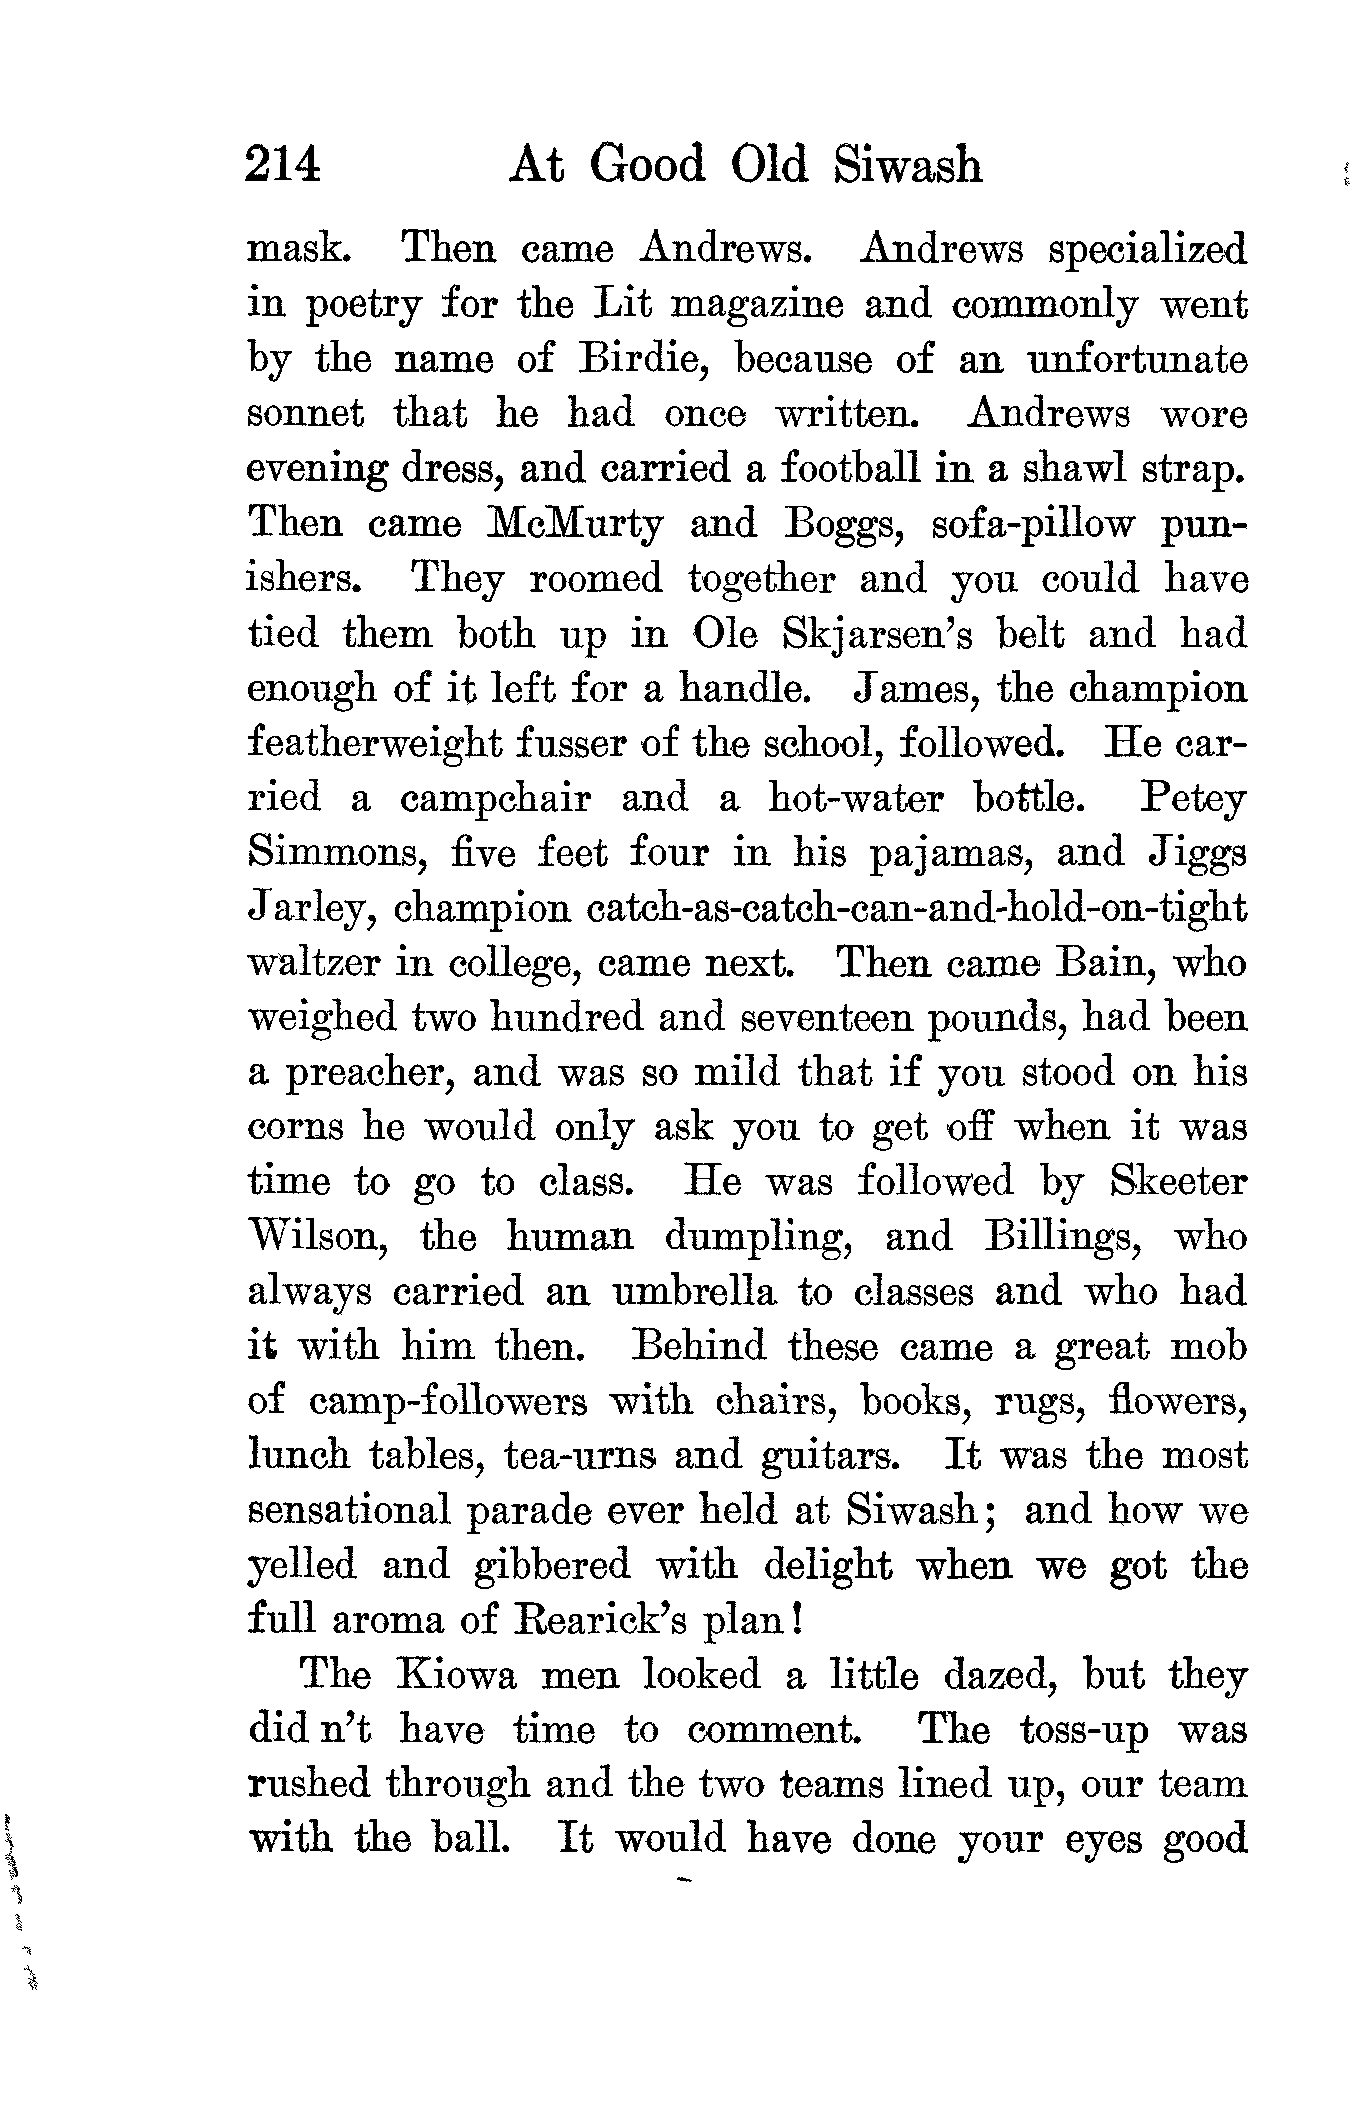 214 At Good Old Siwash
mask. Then came Andrews. Andrews specialized
in poetry for the Lit magazine and commonly went
by the name of Birdie, because of an unfortunate
sonnet that he had once written. Andrews wore
evening dress, and carried a football in a shawl strap.
Then came McMurty and Boggs, sofa-pillow pun-
ishers. They roomed together and you could have
tied them both up in Ole Skjarsen's belt and had
enough of it left for a handle. James, the champion
featherweight fusser of the school, followed. He car-
ried a campchair and a hot-water bottle. Petey
Simmons, five feet four in his pajamas, and Jiggs
Jarley, champion catch-as-catch-can-and-hold-on-tight
waltzer in college, came next. Then came Bain, who
weighed two hundred and seventeen pounds, had been
a preacher, and was so mild that if you stood on his
corns he would only ask you to get off when it was
time to go to class. He was followed by Skeeter
Wilson, the human dumpling, and Billings, who
always carried an umbrella to classes and who had
it with him then. Behind these came a great mob
of camp-followers with chairs, books, rugs, flowers,
lunch tables, tea-urns and guitars. It was the most
sensational parade ever held at Siwash; and how we
yelled and gibbered with delight when we got the
full aroma of Rearick's plan!
The Kiowa men looked a little dazed, but they
did n't have time to comment. The toss-up was
rushed through and the two teams lined up, our team
with the ball. It would have done your eyes good